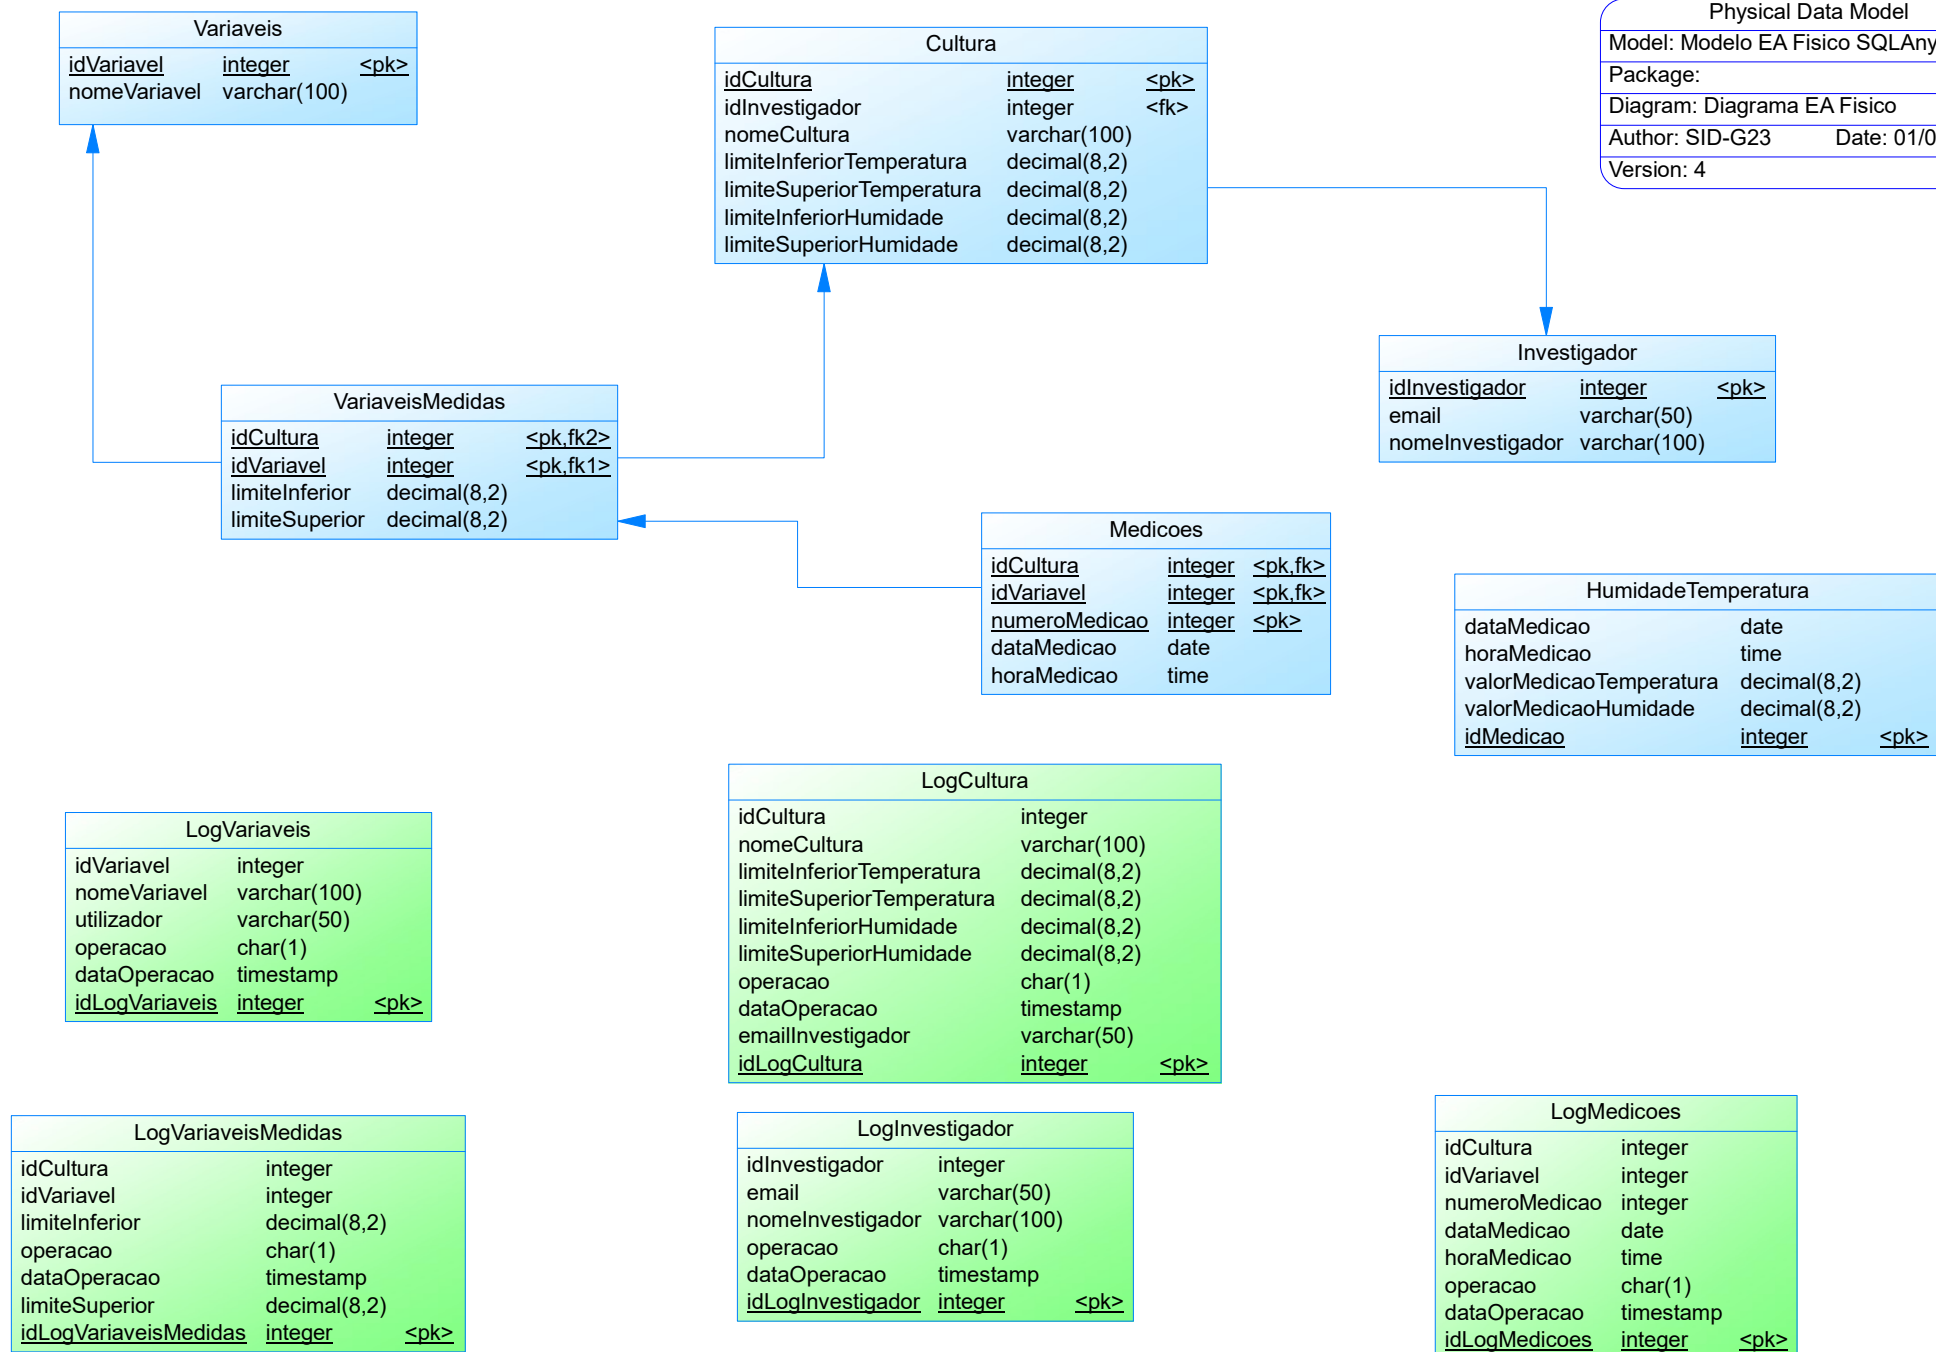 Variaveis
idVariavel integer <pk>
nomeVariavel varchar(100)
Cultura
idCultura integer <pk>
idInvestigador integer <fk>
nomeCultura varchar(100)
limiteInferiorTemperatura decimal(8,2)
limiteSuperiorTemperatura decimal(8,2)
limiteInferiorHumidade decimal(8,2)
limiteSuperiorHumidade decimal(8,2)
Physical Data Model
Model: Modelo EA Fisico SQLAny
Package:
Diagram: Diagrama EA Fisico
Author: SID-G23 Date: 01/0
Version: 4
Investigador
idInvestigador integer <pk>
email varchar(50)
nomeInvestigador varchar(100)
VariaveisMedidas
idCultura integer <pk,fk2>
idVariavel integer <pk,fk1>
limiteInferior decimal(8,2)
limiteSuperior decimal(8,2)
Medicoes
idCultura integer <pk,fk>
idVariavel integer <pk,fk>
numeroMedicao integer <pk>
dataMedicao date
horaMedicao time
HumidadeTemperatura
dataMedicao date
horaMedicao time
valorMedicaoTemperatura decimal(8,2)
valorMedicaoHumidade decimal(8,2)
idMedicao integer <pk>
LogVariaveis
idVariavel integer
nomeVariavel varchar(100)
utilizador varchar(50)
operacao char(1)
dataOperacao timestamp
idLogVariaveis integer <pk>
LogCultura
idCultura integer
nomeCultura varchar(100)
limiteInferiorTemperatura decimal(8,2)
limiteSuperiorTemperatura decimal(8,2)
limiteInferiorHumidade decimal(8,2)
limiteSuperiorHumidade decimal(8,2)
operacao char(1)
dataOperacao timestamp
emailInvestigador varchar(50)
idLogCultura integer <pk>
LogVariaveisMedidas
idCultura integer
idVariavel integer
limiteInferior decimal(8,2)
operacao char(1)
dataOperacao timestamp
limiteSuperior decimal(8,2)
idLogVariaveisMedidas integer <pk>
LogInvestigador
idInvestigador integer
email varchar(50)
nomeInvestigador varchar(100)
operacao char(1)
dataOperacao timestamp
idLogInvestigador integer <pk>
LogMedicoes
idCultura integer
idVariavel integer
numeroMedicao integer
dataMedicao date
horaMedicao time
operacao char(1)
dataOperacao timestamp
idLogMedicoes integer <pk>